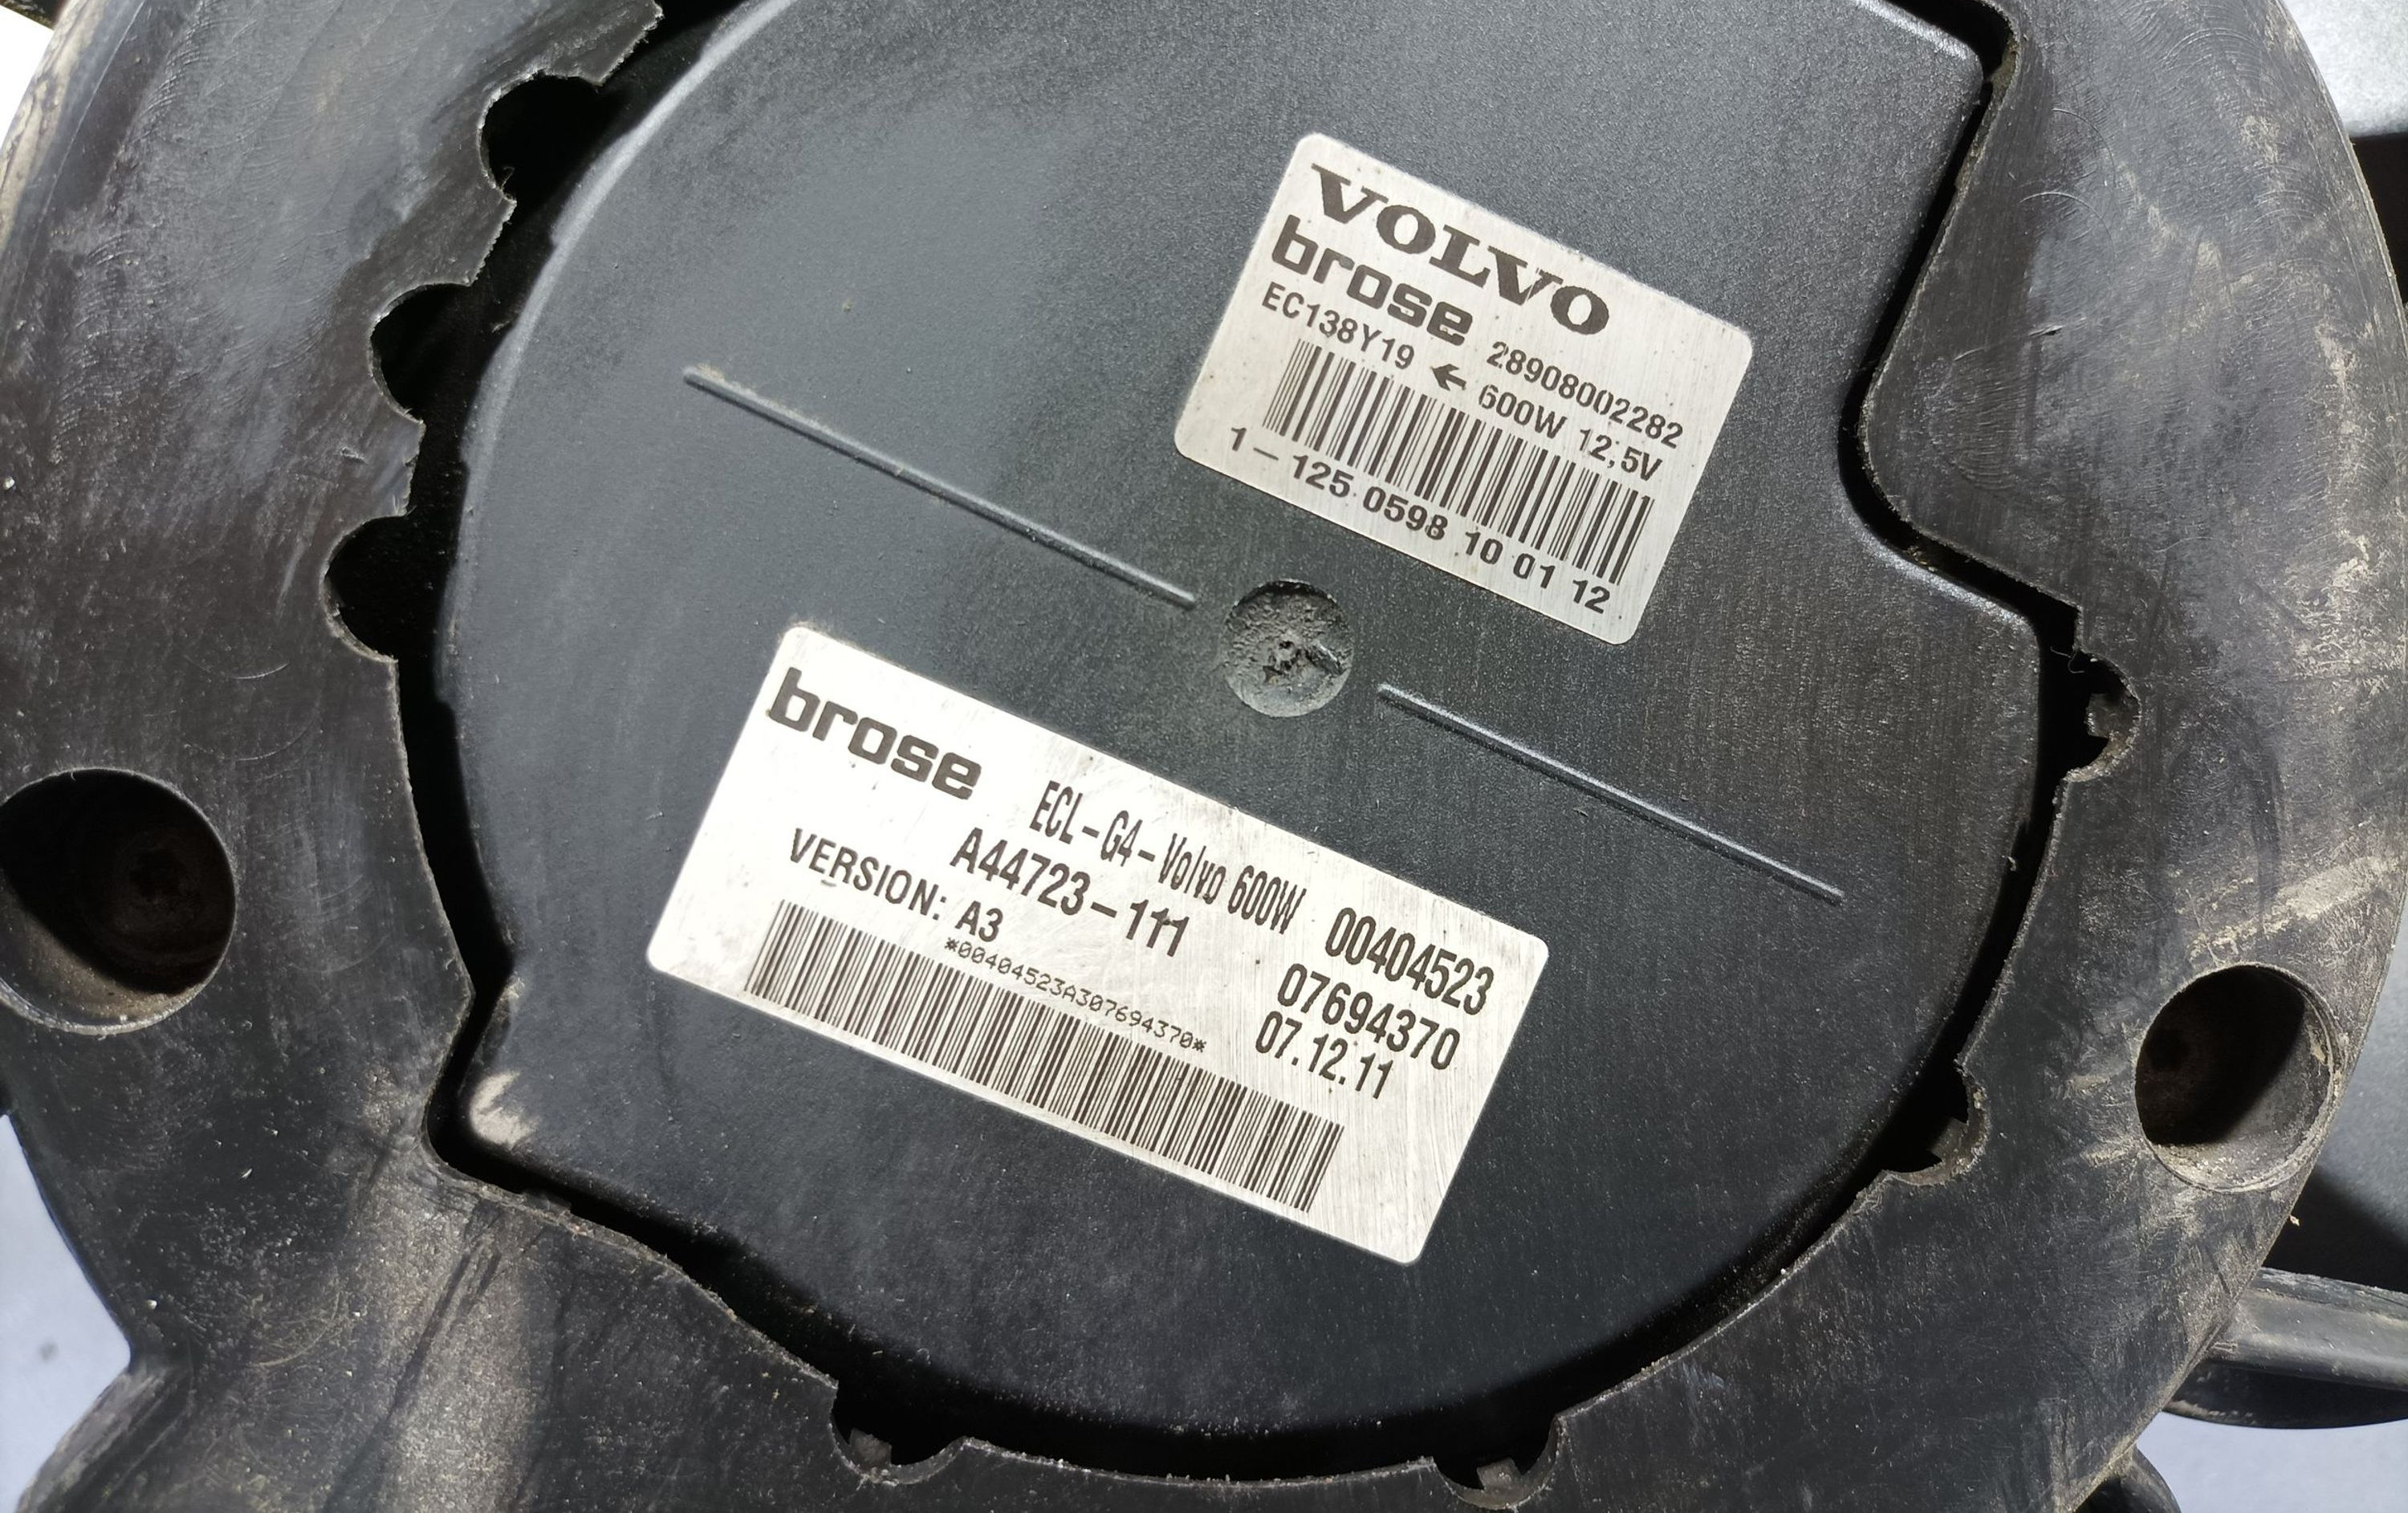 VOLVO
brose 28908002282
EC138Y19 ← 600W 12,5V
1-125 0598 10 01 12
brose ECL-G4-Volvo 600W 00404523
A44723-111 07694370
VERSION: A3 07.12.11
*00404523A307694370*